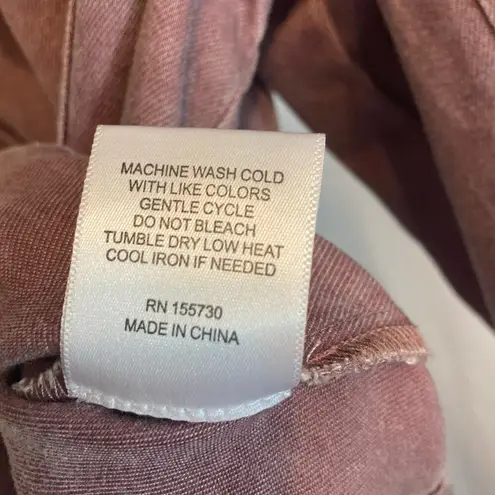 MACHINE WASH COLD
WITH LIKE COLORS
GENTLE CYCLE
DO NOT BLEACH
TUMBLE DRY LOW HEAT
COOL IRON IF NEEDED
RN 155730
MADE IN CHINA